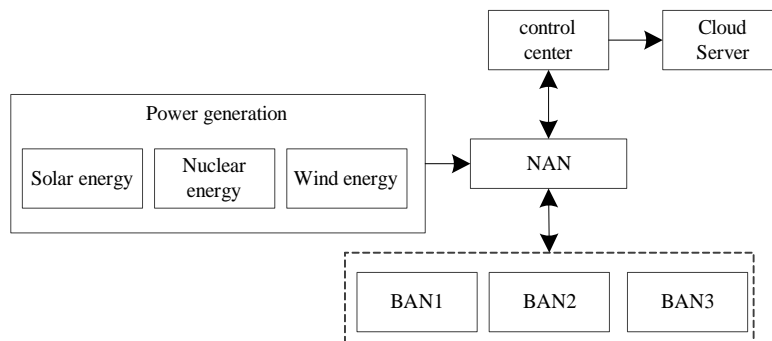 control
center
Cloud
Server
Power generation
Solar energy
Nuclear
energy
Wind energy
NAN
BAN1
BAN2
BAN3